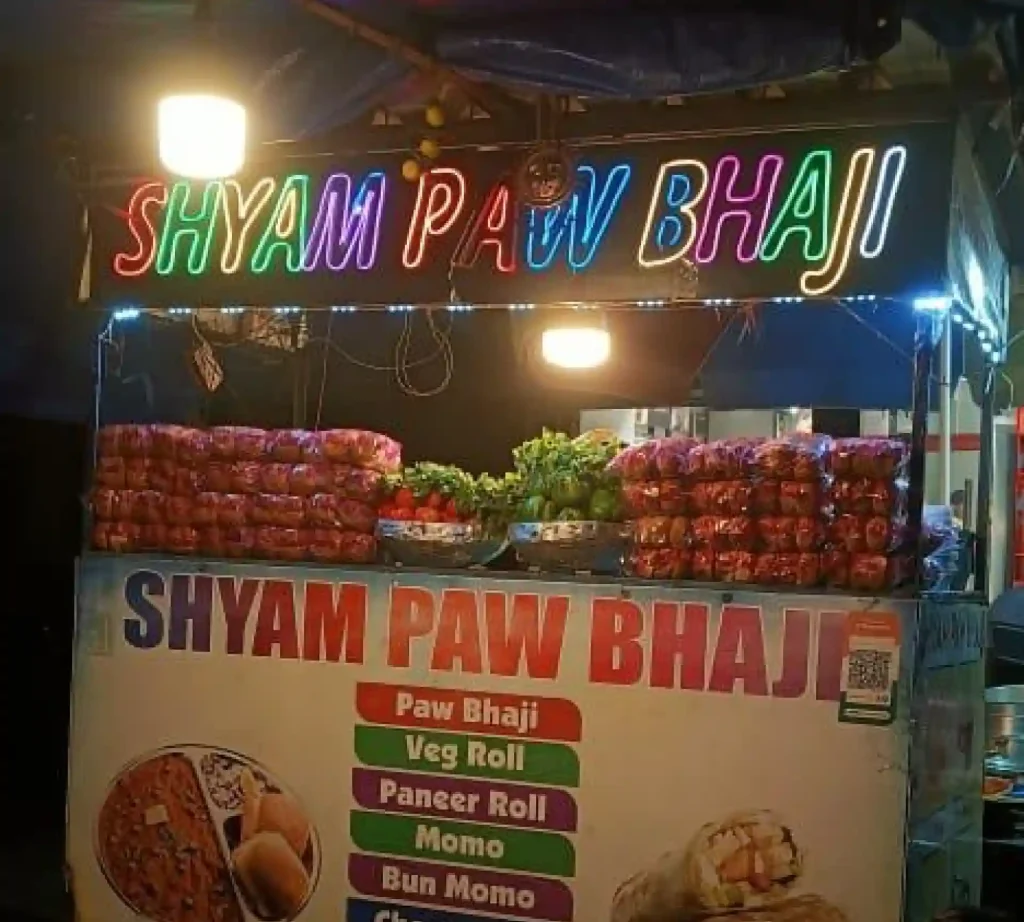 SHYAM PAW BHAJI
SHYAM PAW BHAJI
Paw Bhaji
Veg Roll
Paneer Roll
Momo
Bun Momo